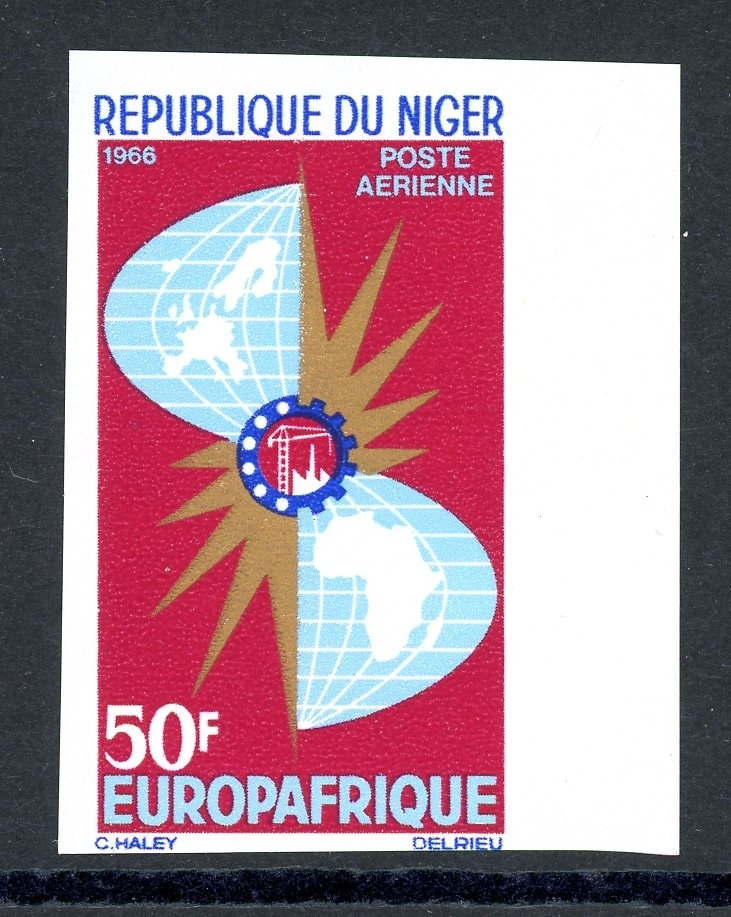 REPUBLIQUE DU NIGER
1966
POSTE
AERIENNE
50F
EUROPAFRIQUE
C.HALEY DELRIEU